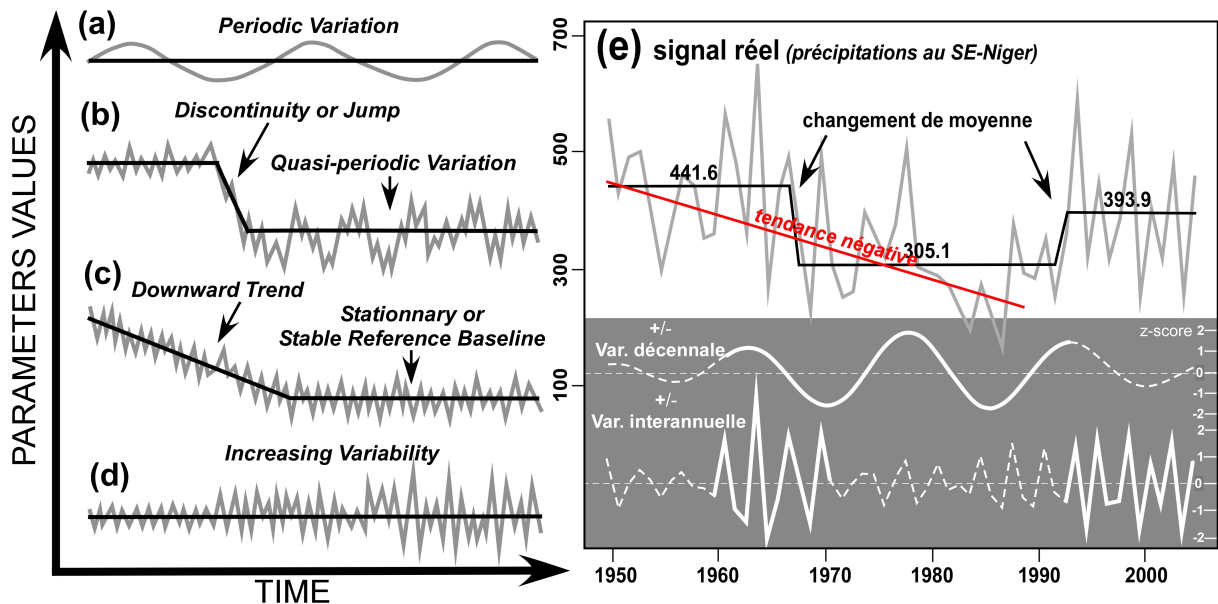 (a)
Periodic Variation
(b)
Discontinuity or Jump
Quasi-periodic Variation
(c)
Downward Trend
Stationnary or
Stable Reference Baseline
(d)
Increasing Variability
PARAMETERS VALUES
TIME
(e) signal réel (précipitations au SE-Niger)
700
500
300
100
changement de moyenne
441.6
393.9
tendance négative
305.1
z-score
+/-
Var. décennale
2
1
0
-1
-2
+/-
Var. interannuelle
2
1
0
-1
-2
1950
1960
1970
1980
1990
2000